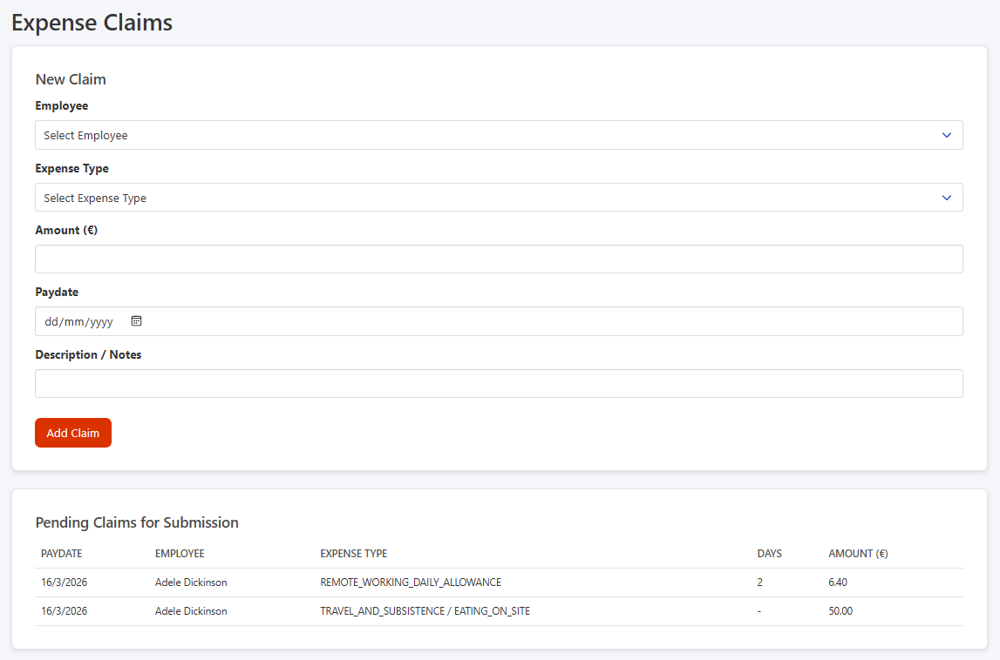 Expense Claims
New Claim
Employee
Select Employee
Expense Type
Select Expense Type
Amount (€)
Paydate
dd/mm/yyyy
Description / Notes
Add Claim
Pending Claims for Submission
PAYDATE EMPLOYEE EXPENSE TYPE DAYS AMOUNT (€)
16/3/2026 Adele Dickinson REMOTE_WORKING_DAILY_ALLOWANCE 2 6.40
16/3/2026 Adele Dickinson TRAVEL_AND_SUBSISTENCE / EATING_ON_SITE - 50.00